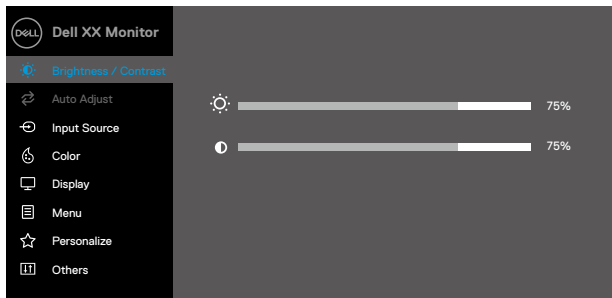 DELL Dell XX Monitor
Brightness / Contrast
Auto Adjust
Input Source
Color
Display
Menu
Personalize
Others
75%
75%